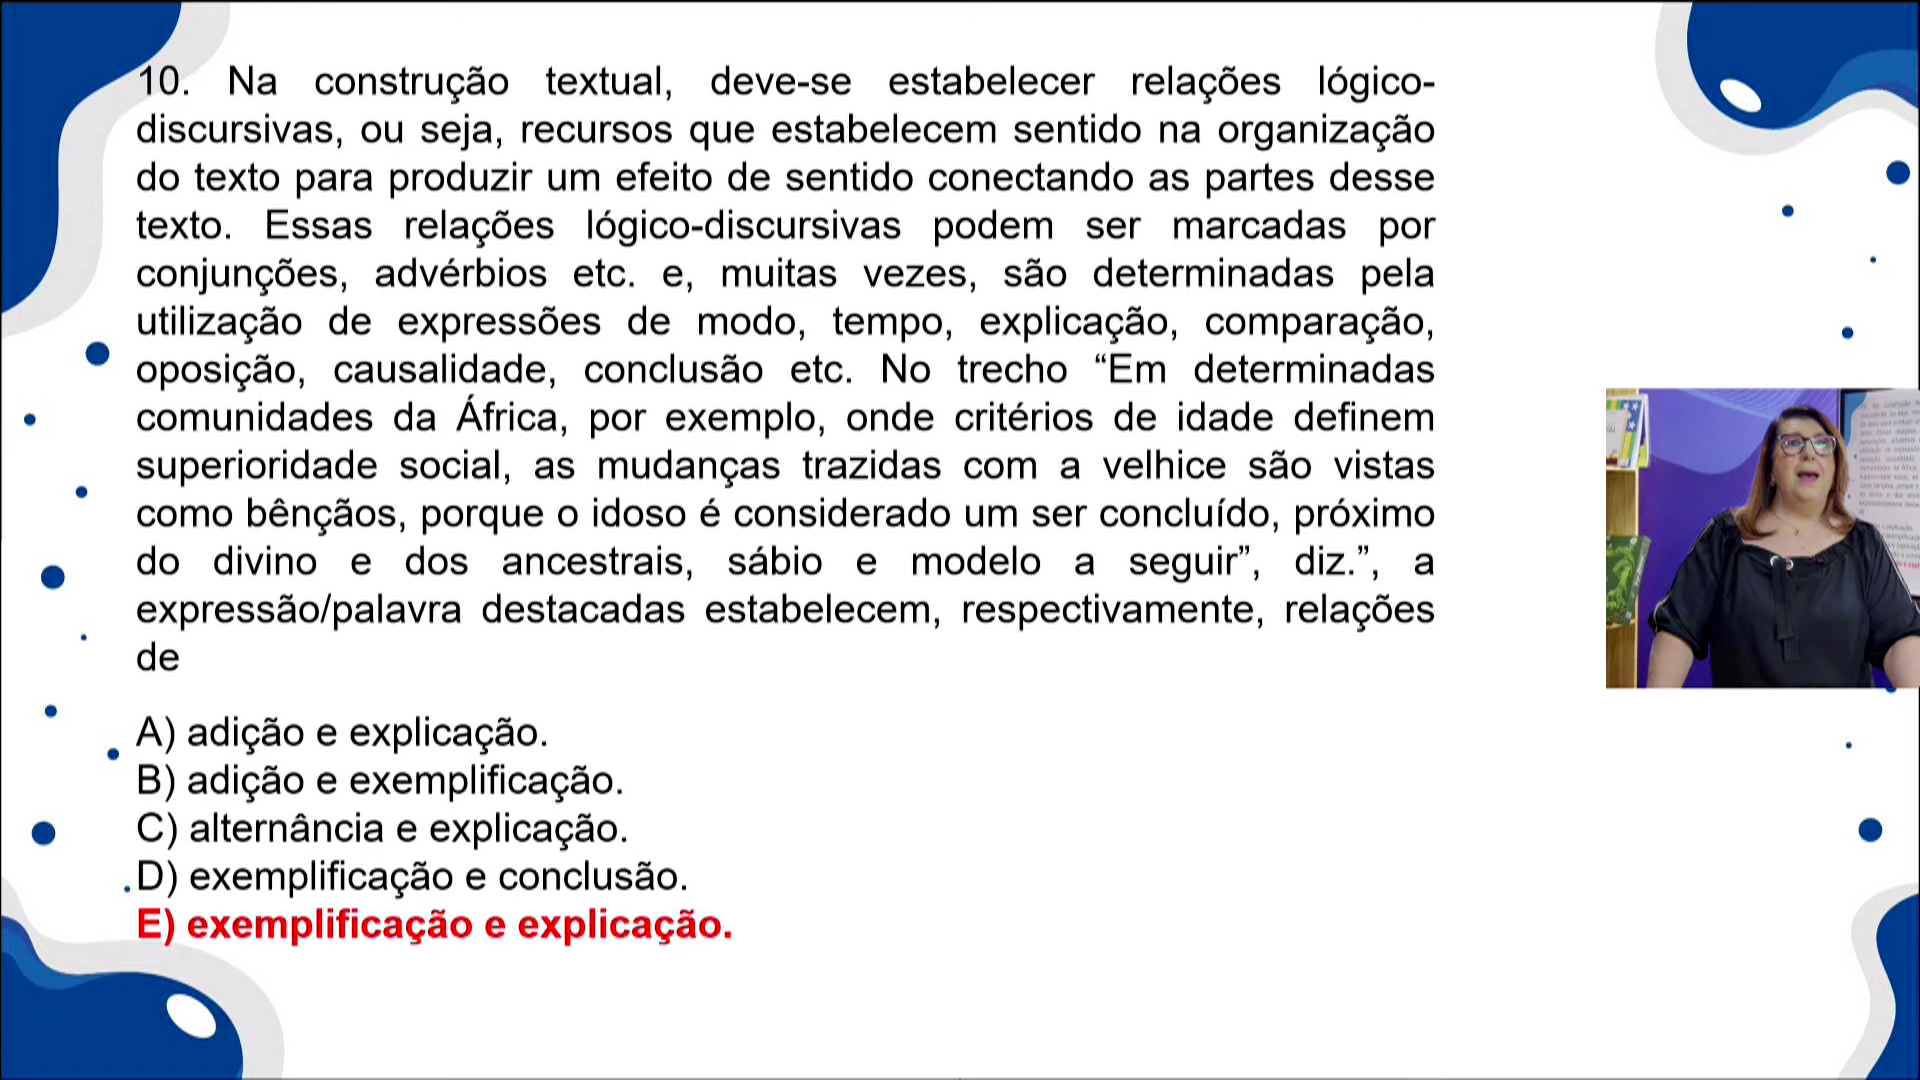 10. Na construção textual, deve-se estabelecer relações lógico-
discursivas, ou seja, recursos que estabelecem sentido na organização
do texto para produzir um efeito de sentido conectando as partes desse
texto. Essas relações lógico-discursivas podem ser marcadas por
conjunções, advérbios etc. e, muitas vezes, são determinadas pela
utilização de expressões de modo, tempo, explicação, comparação,
oposição, causalidade, conclusão etc. No trecho “Em determinadas
comunidades da África, por exemplo, onde critérios de idade definem
superioridade social, as mudanças trazidas com a velhice são vistas
como bênçãos, porque o idoso é considerado um ser concluído, próximo
do divino e dos ancestrais, sábio e modelo a seguir”, diz.”, a
expressão/palavra destacadas estabelecem, respectivamente, relações
de
A) adição e explicação.
B) adição e exemplificação.
C) alternância e explicação.
D) exemplificação e conclusão.
E) exemplificação e explicação.